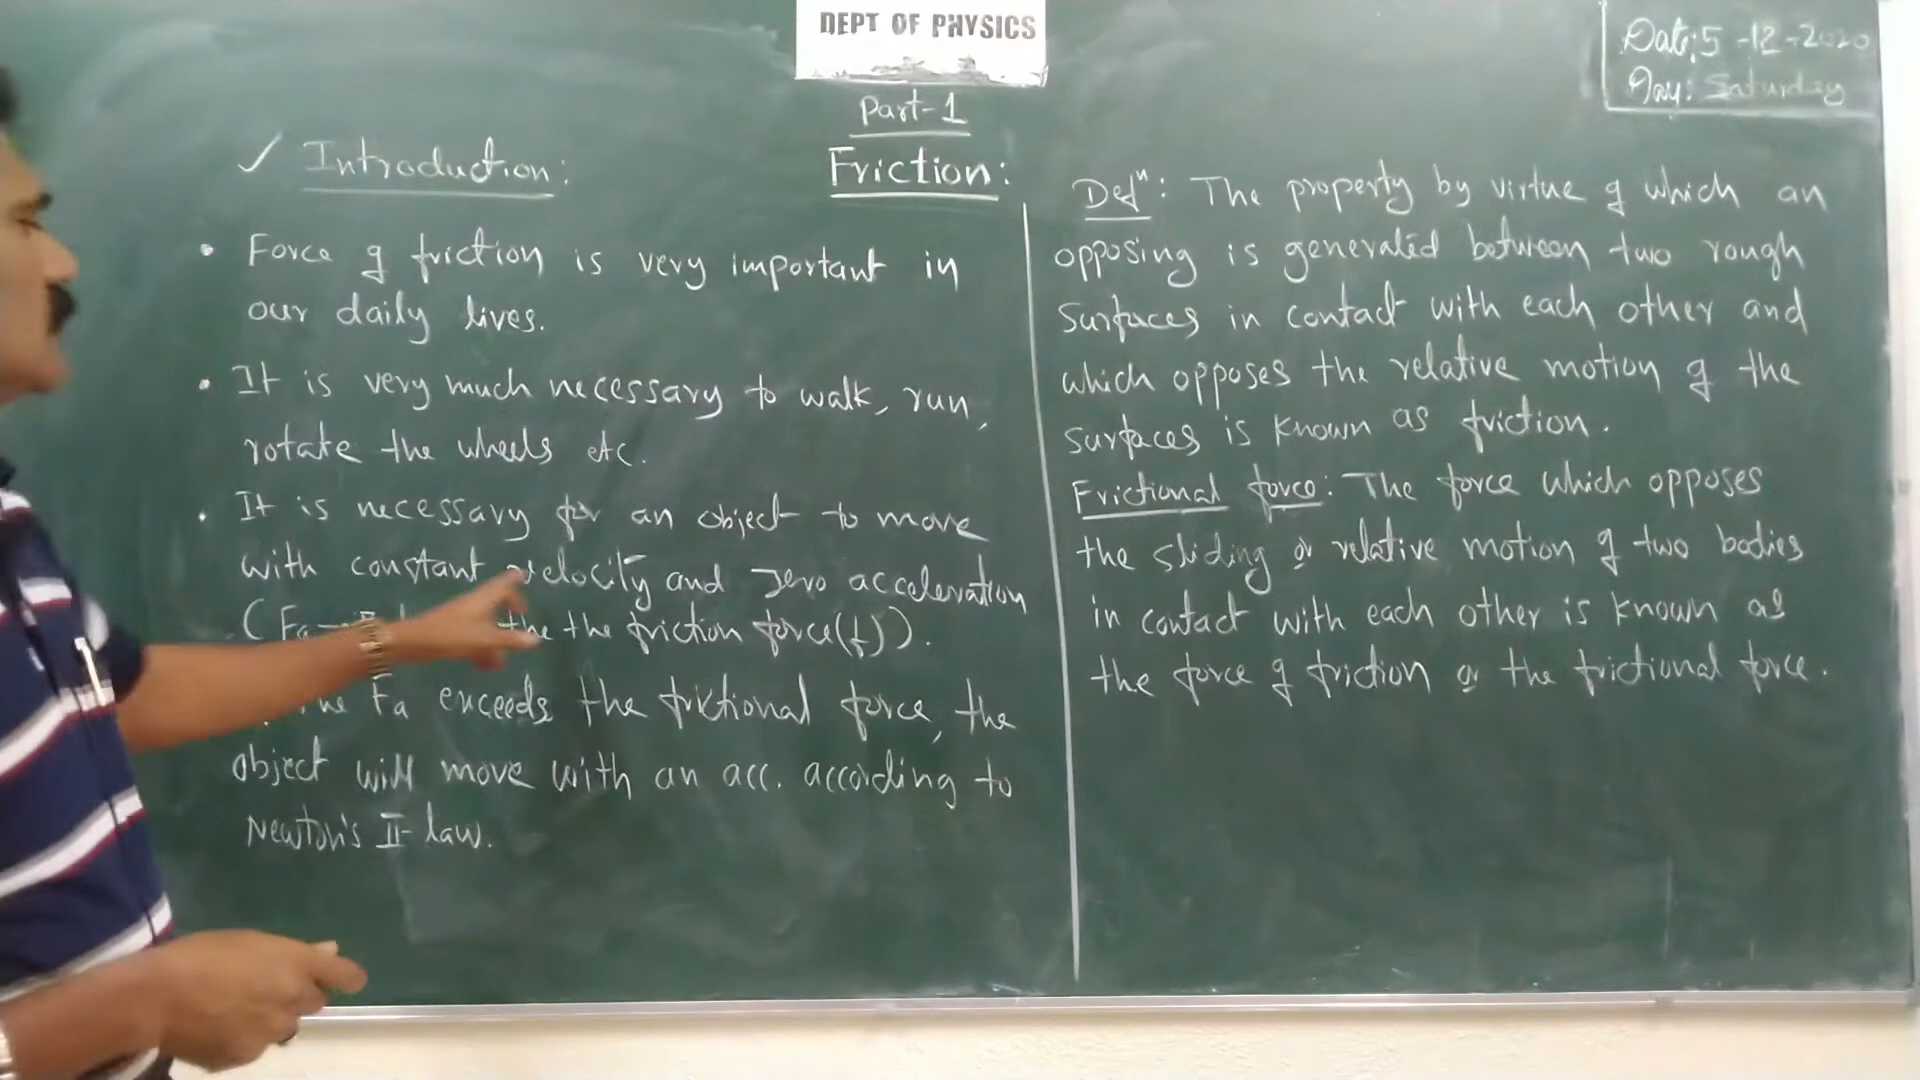 DEPT OF PHYSICS
Date: 5-12-2020
Day: Saturday
Part-1
Friction:
✓ Introduction:
• Force of friction is very important in
our daily lives.
• It is very much necessary to walk, run,
rotate the wheels etc.
• It is necessary for an object to move
with constant velocity and zero acceleration
(Fa the the friction force(f)).
Fa exceeds the frictional force, the
object will move with an acc. according to
Newton's II-law.
Defn: The property by virtue of which an
opposing is generated between two rough
surfaces in contact with each other and
which opposes the relative motion of the
surfaces is known as friction.
Frictional force: The force which opposes
the sliding or relative motion of two bodies
in contact with each other is known as
the force of friction or the frictional force.